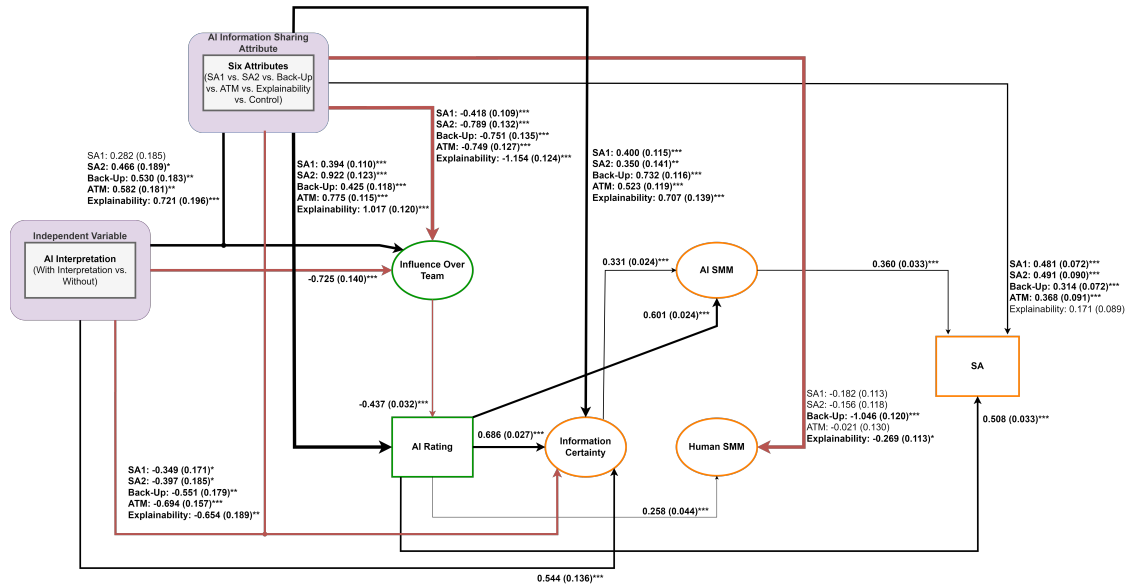 AI Information Sharing
Attribute
Six Attributes
(SA1 vs. SA2 vs. Back-Up
vs. ATM vs. Explainability
vs. Control)
SA1: -0.418 (0.109)***
SA2: -0.789 (0.132)***
Back-Up: -0.751 (0.135)***
ATM: -0.749 (0.127)***
Explainability: -1.154 (0.124)***
SA1: 0.282 (0.185)
SA2: 0.466 (0.189)*
Back-Up: 0.530 (0.183)**
ATM: 0.582 (0.181)**
Explainability: 0.721 (0.196)***
SA1: 0.394 (0.110)***
SA2: 0.922 (0.123)***
Back-Up: 0.425 (0.118)***
ATM: 0.775 (0.115)***
Explainability: 1.017 (0.120)***
SA1: 0.400 (0.115)***
SA2: 0.350 (0.141)**
Back-Up: 0.732 (0.116)***
ATM: 0.523 (0.119)***
Explainability: 0.707 (0.139)***
Independent Variable
AI Interpretation
(With Interpretation vs.
Without)
-0.725 (0.140)***
Influence Over
Team
0.331 (0.024)***
AI SMM
0.360 (0.033)***
SA1: 0.481 (0.072)***
SA2: 0.491 (0.090)***
Back-Up: 0.314 (0.072)***
ATM: 0.368 (0.091)***
Explainability: 0.171 (0.089)
0.601 (0.024)***
SA
-0.437 (0.032)***
SA1: -0.182 (0.113)
SA2: -0.156 (0.118)
Back-Up: -1.046 (0.120)***
ATM: -0.021 (0.130)
Explainability: -0.269 (0.113)*
0.508 (0.033)***
AI Rating
0.686 (0.027)***
Information
Certainty
Human SMM
SA1: -0.349 (0.171)*
SA2: -0.397 (0.185)*
Back-Up: -0.551 (0.179)**
ATM: -0.694 (0.157)***
Explainability: -0.654 (0.189)**
0.258 (0.044)***
0.544 (0.136)***